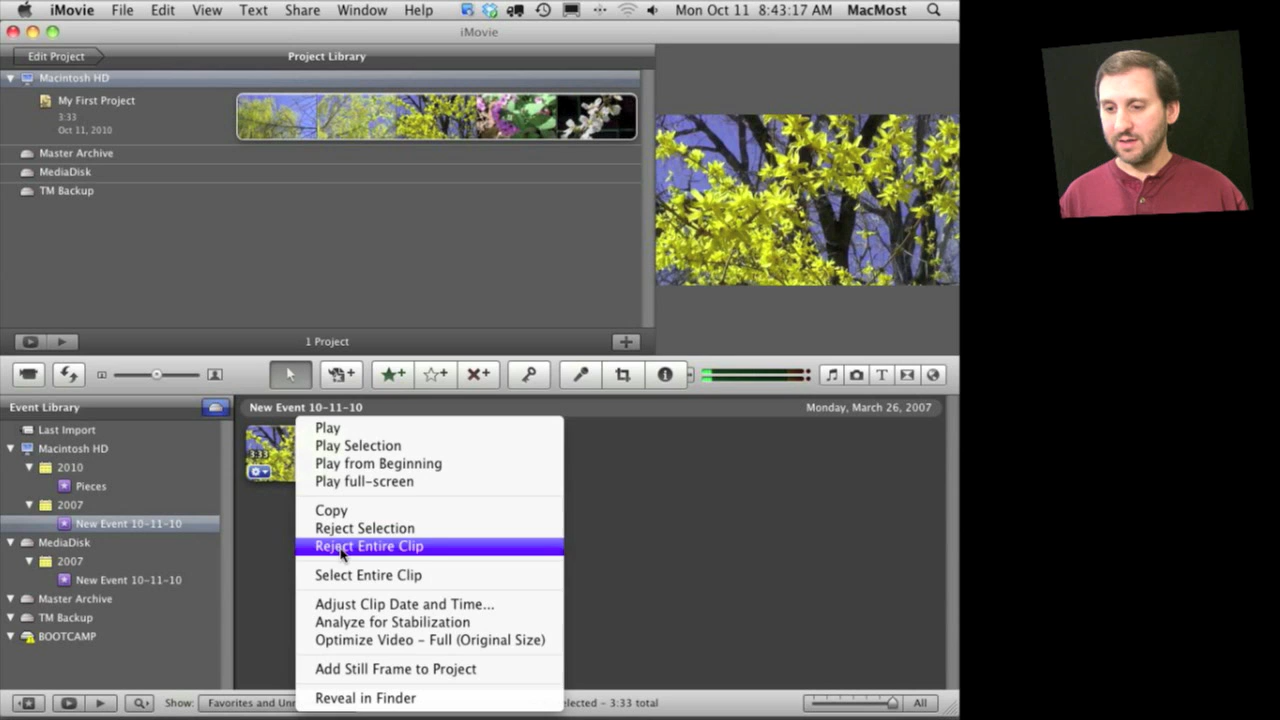 iMovie File Edit View Text Share Window Help Mon Oct 11 8:43:17 AM MacMost
iMovie
Edit Project Project Library
Macintosh HD
My First Project
3:33
Oct 11, 2010
Master Archive
MediaDisk
TM Backup
1 Project
Event Library
New Event 10-11-10 Monday, March 26, 2007
Last Import
Macintosh HD
2010
Pieces
2007
New Event 10-11-10
MediaDisk
2007
New Event 10-11-10
Master Archive
TM Backup
BOOTCAMP
3:33
Play
Play Selection
Play from Beginning
Play full-screen
Copy
Reject Selection
Reject Entire Clip
Select Entire Clip
Adjust Clip Date and Time...
Analyze for Stabilization
Optimize Video - Full (Original Size)
Add Still Frame to Project
Reveal in Finder
Show: Favorites and - 3:33 total All